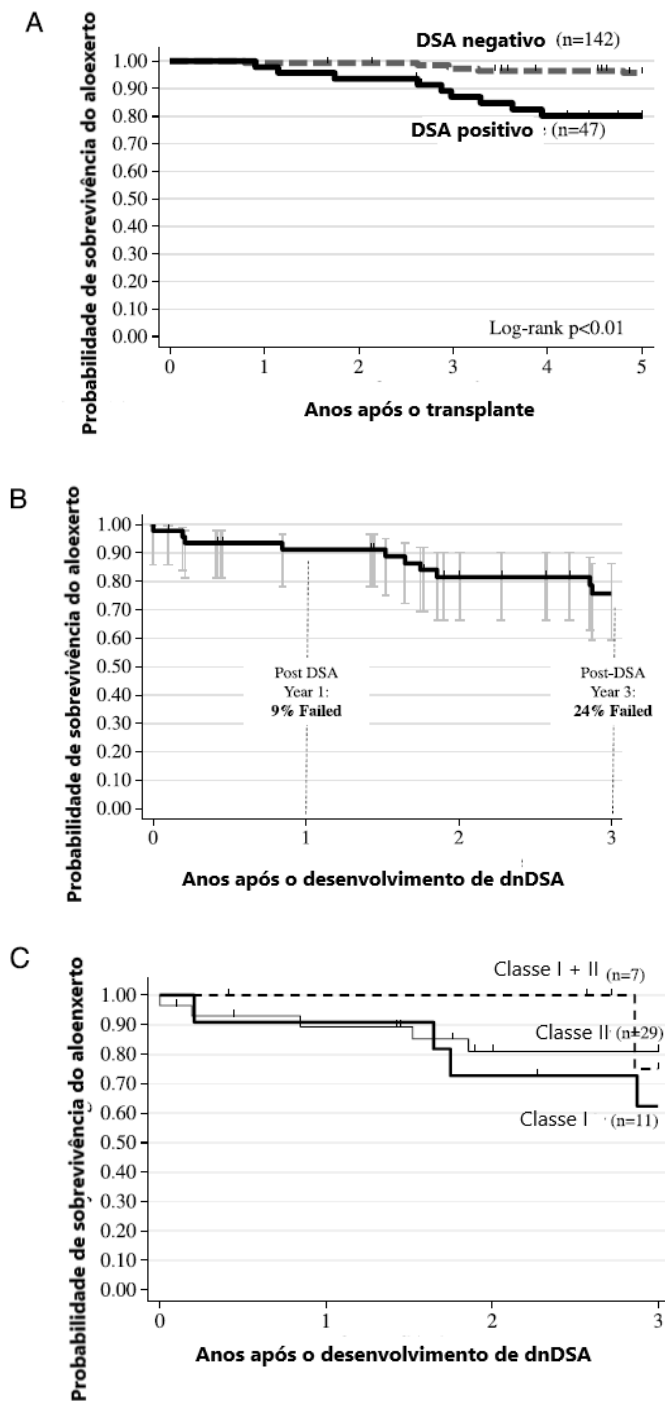 A
Probabilidade de sobrevivência do aloexerto
1.00
0.90
0.80
0.70
0.60
0.50
0.40
0.30
0.20
0.10
0.00
DSA negativo (n=142)
DSA positivo (n=47)
Log-rank p<0.01
0 1 2 3 4 5
Anos após o transplante
B
Probabilidade de sobrevivência do aloexerto
1.00
0.90
0.80
0.70
0.60
0.50
0.40
0.30
0.20
0.10
0.00
Post DSA
Year 1:
9% Failed
Post-DSA
Year 3:
24% Failed
0 1 2 3
Anos após o desenvolvimento de dnDSA
C
Probabilidade de sobrevivência do aloenxerto
1.00
0.90
0.80
0.70
0.60
0.50
0.40
0.30
0.20
0.10
0.00
Classe I + II (n=7)
Classe II (n=29)
Classe I (n=11)
0 1 2 3
Anos após o desenvolvimento de dnDSA